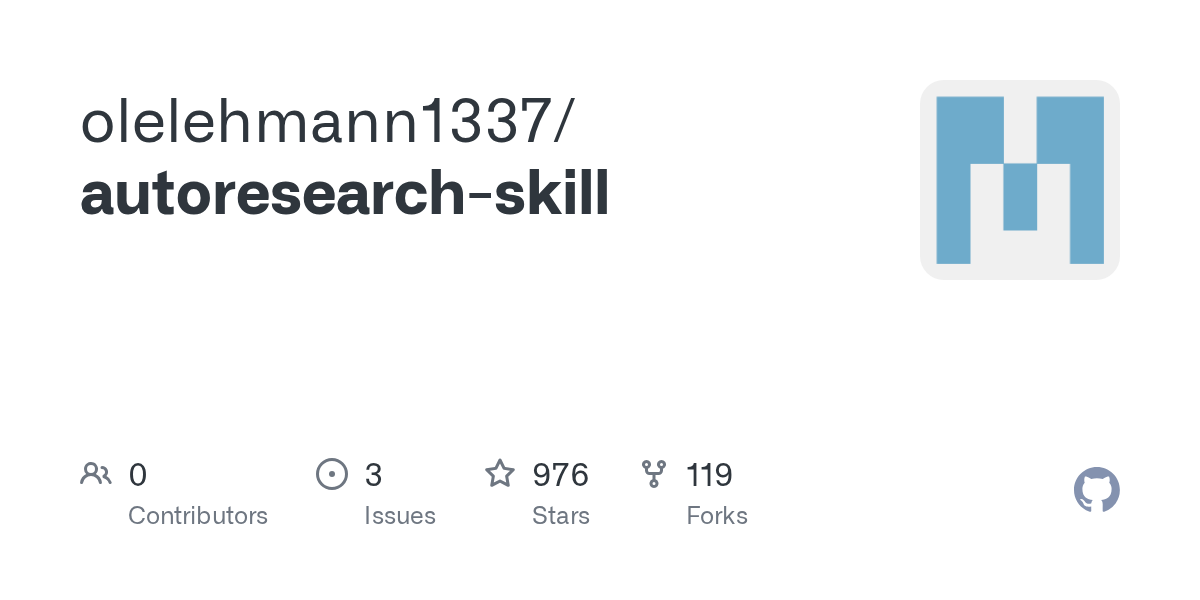 olelehmann1337/
autoresearch-skill
0
Contributors
3
Issues
976
Stars
119
Forks